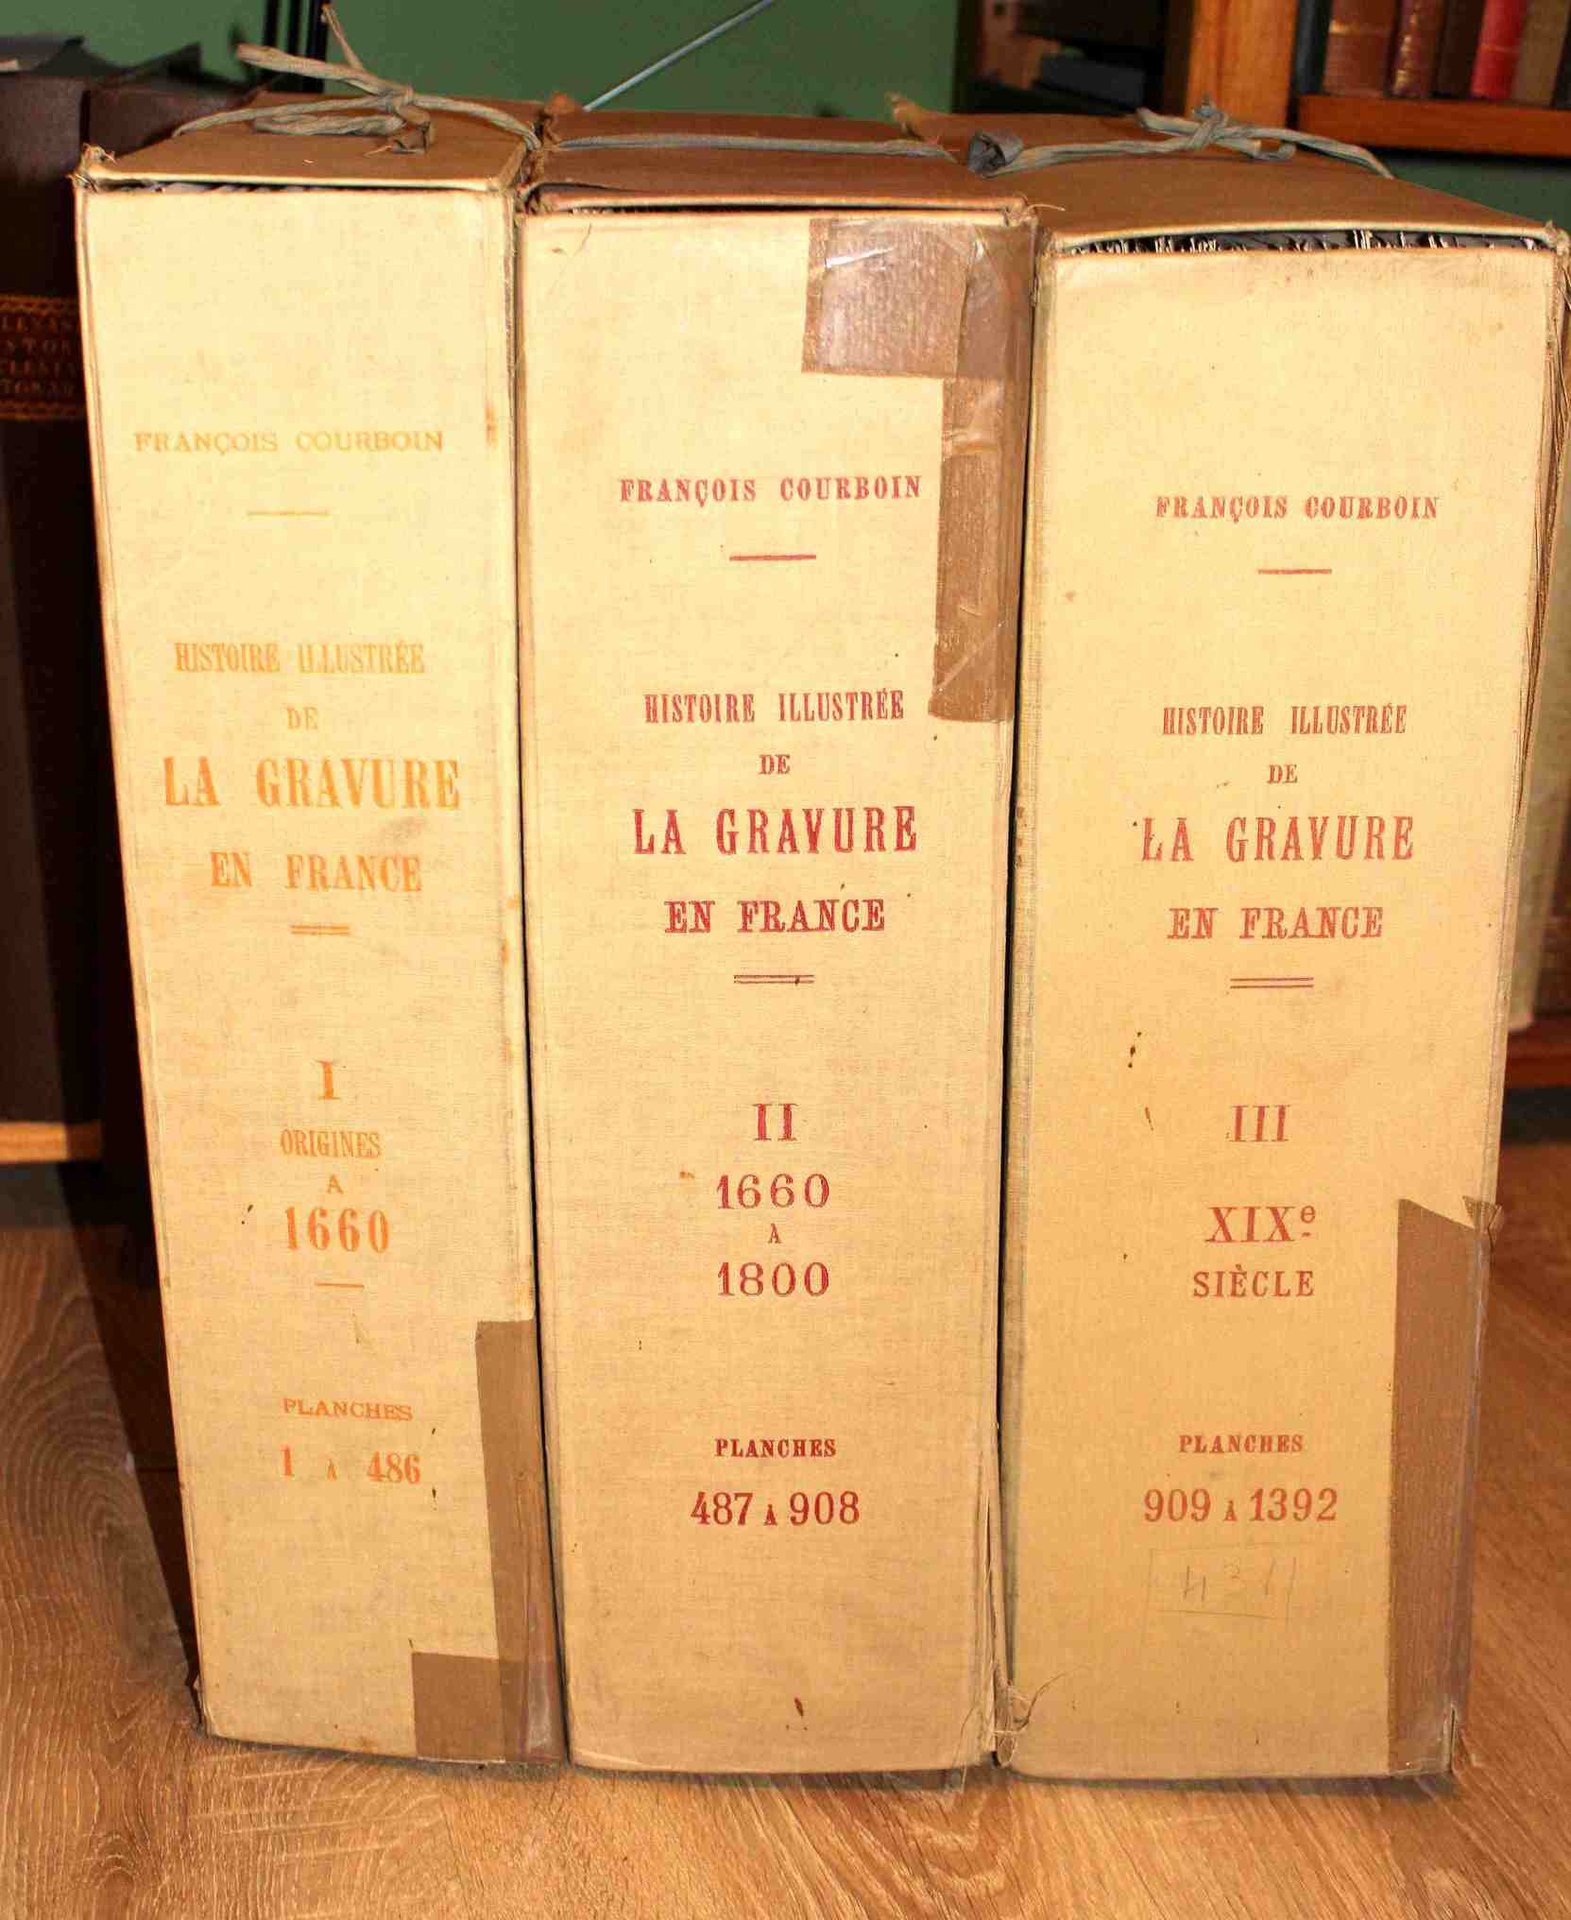 FRANÇOIS COURBOIN
HISTOIRE ILLUSTRÉE
DE
LA GRAVURE
EN FRANCE
I
ORIGINES
A
1660
PLANCHES
1 A 486
FRANÇOIS COURBOIN
HISTOIRE ILLUSTRÉE
DE
LA GRAVURE
EN FRANCE
II
1660
A
1800
PLANCHES
487 À 908
FRANÇOIS COURBOIN
HISTOIRE ILLUSTRÉE
DE
LA GRAVURE
EN FRANCE
III
XIXe
SIÈCLE
PLANCHES
909 À 1392